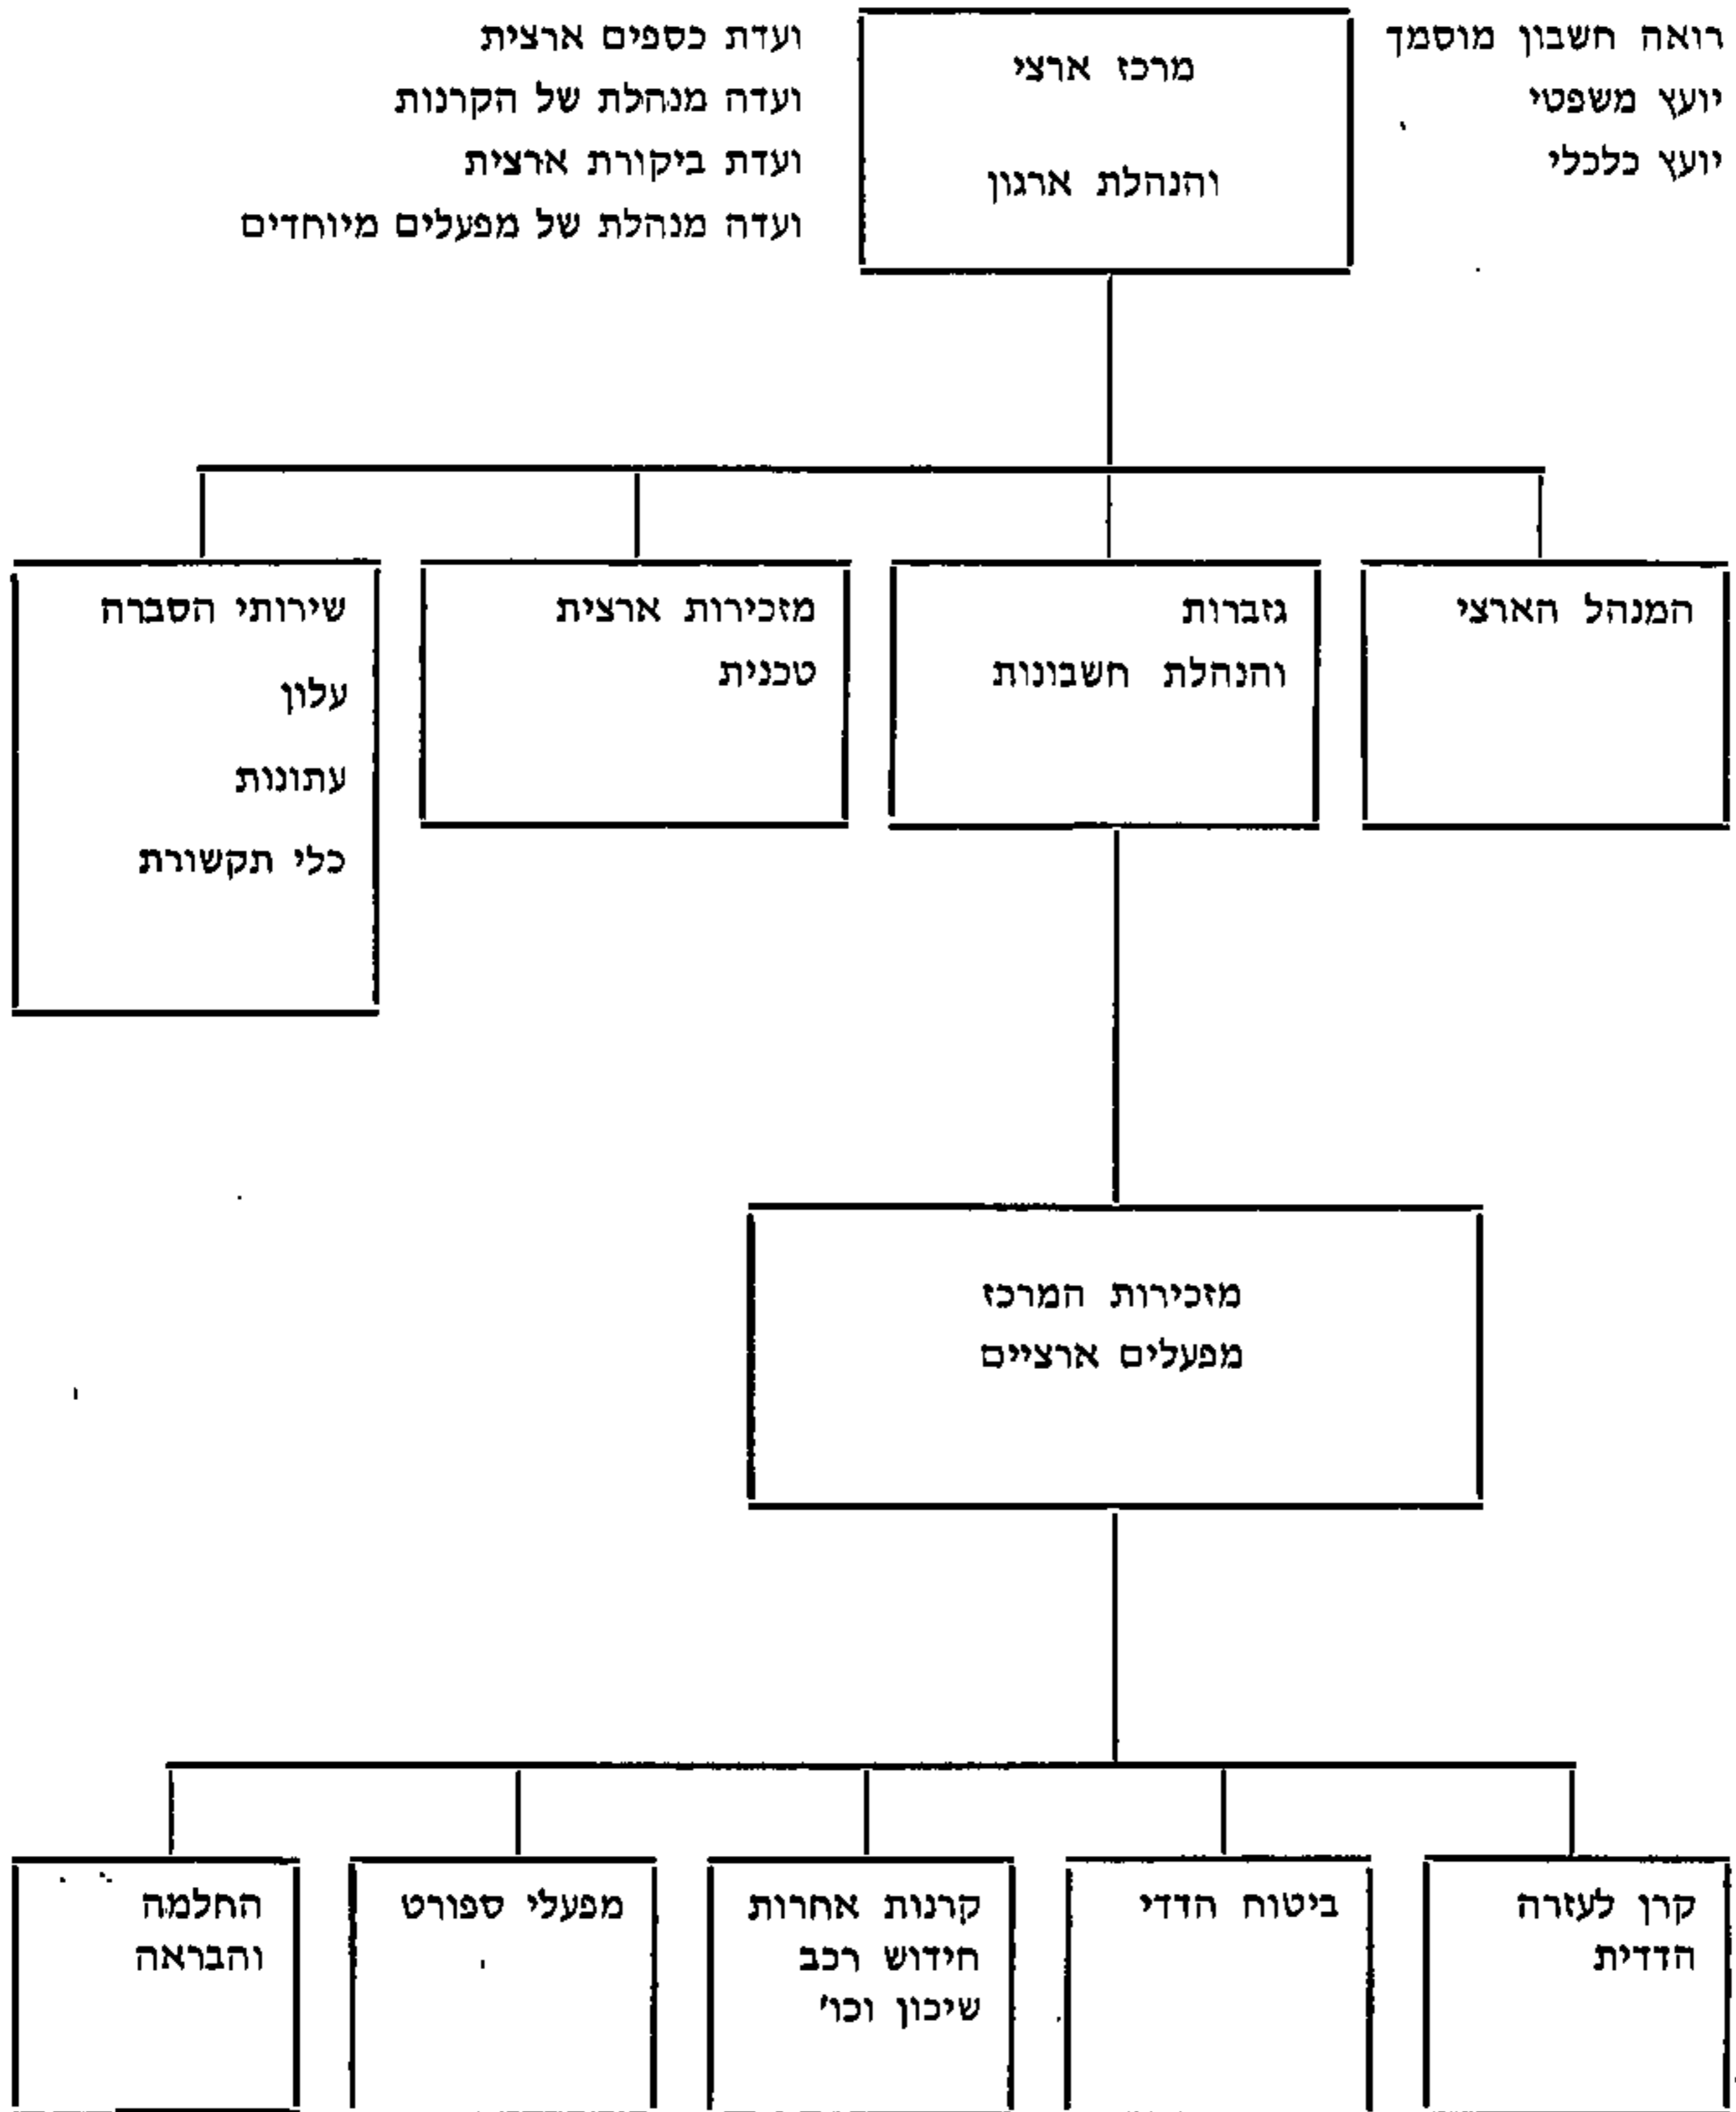 רואה חשבון מוסמך
יועץ משפטי
יועץ כלכלי
מרכז ארצי
והנהלת ארגון
ועדת כספים ארצית
ועדה מנהלת של הקרנות
ועדת ביקורת ארצית
ועדה מנהלת של מפעלים מיוחדים
המנהל הארצי
גזברות
והנהלת חשבונות
מזכירות ארצית
טכנית
שירותי הסברה
עלון
עתונות
כלי תקשורת
מזכירות המרכז
מפעלים ארציים
קרן לעזרה
הדדית
ביטוח הדדי
קרנות אחרות
חידוש רכב
שיכון וכו'
מפעלי ספורט
החלמה
והבראה